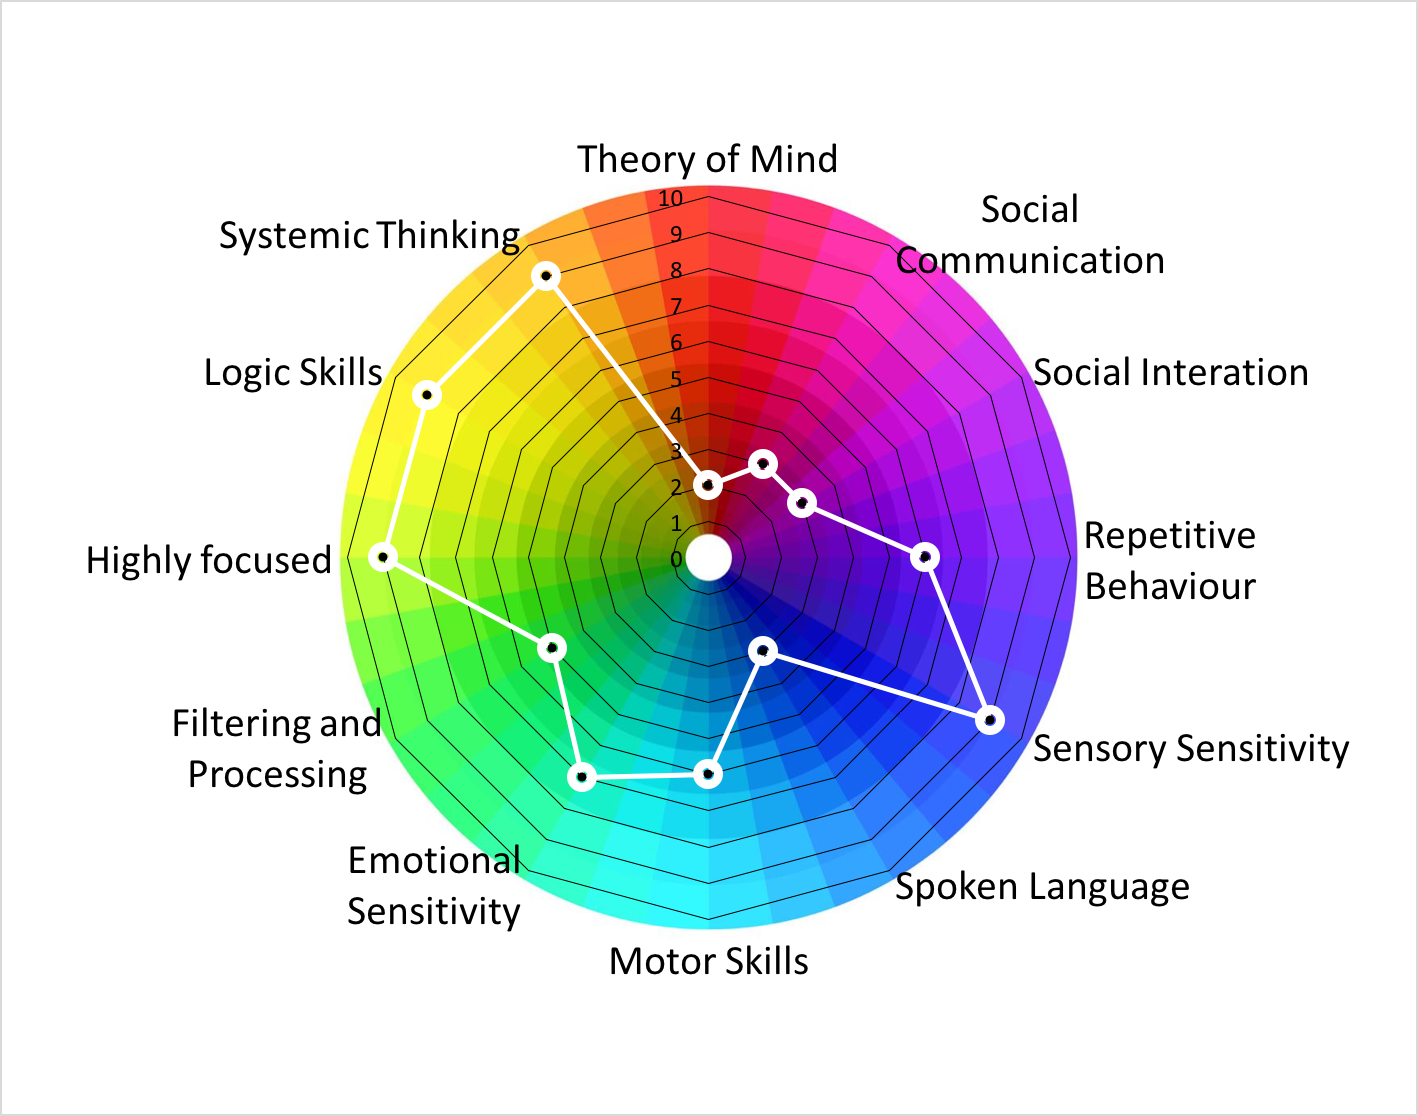 Theory of Mind
Social
Communication
Social Interation
Repetitive
Behaviour
Sensory Sensitivity
Spoken Language
Motor Skills
Emotional
Sensitivity
Filtering and
Processing
Highly focused
Logic Skills
Systemic Thinking
10
9
8
7
6
5
4
3
2
1
0